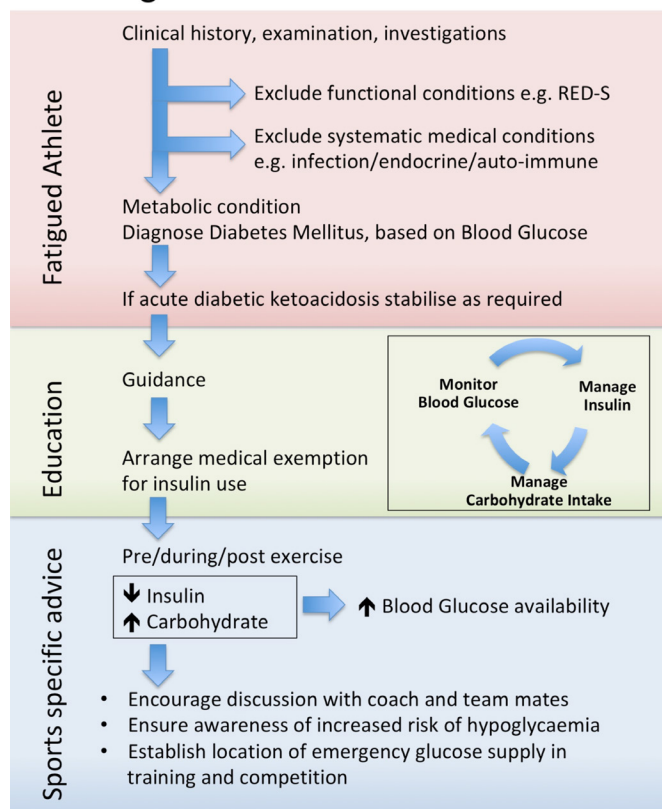 Fatigued Athlete
Clinical history, examination, investigations
Exclude functional conditions e.g. RED-S
Exclude systematic medical conditions
e.g. infection/endocrine/auto-immune
Metabolic condition
Diagnose Diabetes Mellitus, based on Blood Glucose
If acute diabetic ketoacidosis stabilise as required
Education
Guidance
Arrange medical exemption
for insulin use
Monitor
Blood Glucose
Manage
Insulin
Manage
Carbohydrate Intake
Sports specific advice
Pre/during/post exercise
↓ Insulin
↑ Carbohydrate
↑ Blood Glucose availability
• Encourage discussion with coach and team mates
• Ensure awareness of increased risk of hypoglycaemia
• Establish location of emergency glucose supply in
training and competition